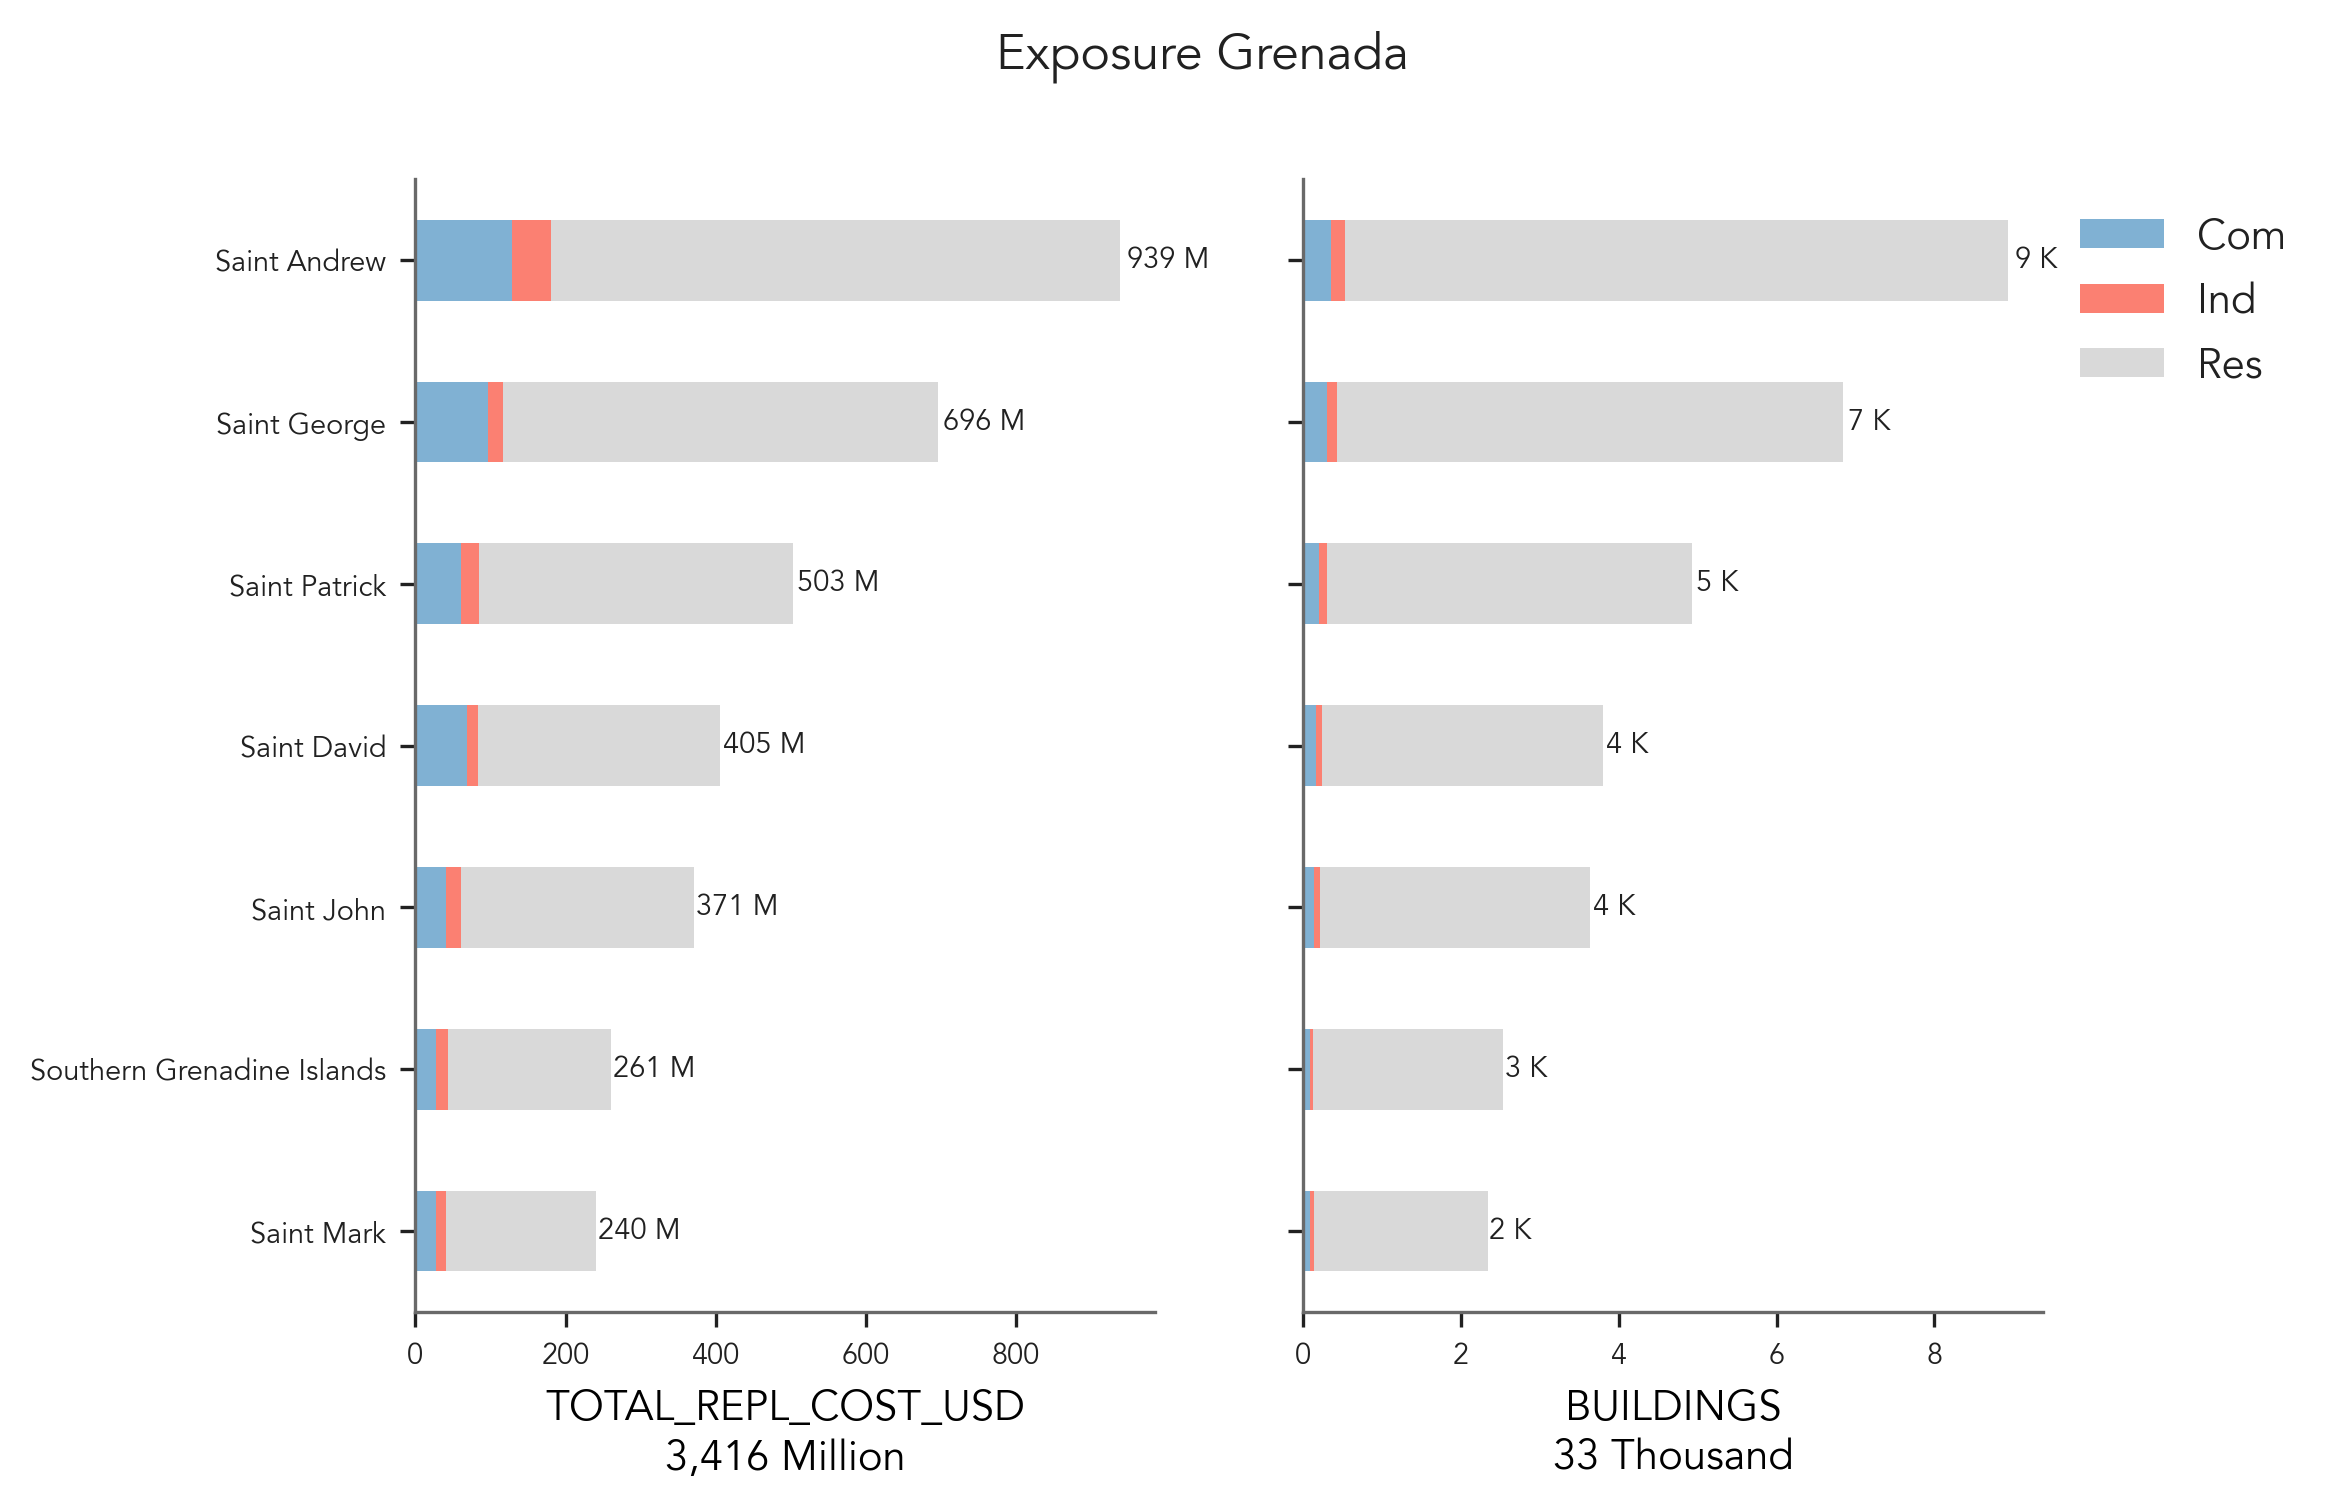 Exposure Grenada
Saint Andrew
939 M
Saint George
696 M
Saint Patrick
503 M
Saint David
405 M
Saint John
371 M
Southern Grenadine Islands
261 M
Saint Mark
240 M
0 200 400 600 800
TOTAL_REPL_COST_USD
3,416 Million
9 K
7 K
5 K
4 K
4 K
3 K
2 K
0 2 4 6 8
BUILDINGS
33 Thousand
Com
Ind
Res